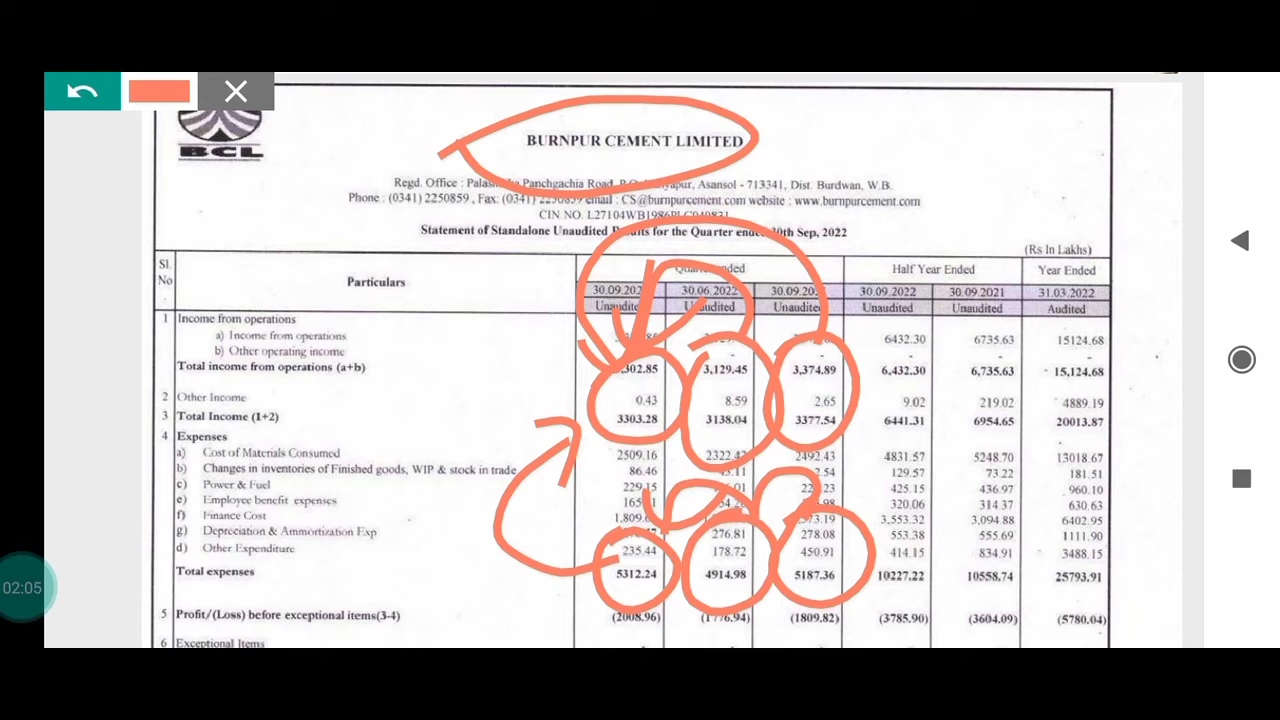 BCL
BURNPUR CEMENT LIMITED
Regd. Office : Panchgachia Road, Asansol - 713341, Dist. Burdwan, W.B.
Phone : (0341) 2250859 , Fax: (0341) 2250859 email : CS@burnpurcement.com website : www.burnpurcement.com
CIN NO.
Statement of Standalone Unaudited Results for the Quarter ended 30th Sep, 2022
(Rs In Lakhs)
Sl. No Particulars Quarter Ended Half Year Ended Year Ended
30.06.2022 30.09.2022 30.09.2021 31.03.2022
Unaudited Unaudited Unaudited Unaudited Unaudited Audited
1 Income from operations
a) Income from operations 6432.30 6735.63 15124.68
b) Other operating income - - - - - -
Total income from operations (a+b) 3,129.45 3,374.89 6,432.30 6,735.63 15,124.68
2 Other Income 0.43 8.59 2.65 9.02 219.02 4889.19
3 Total Income (1+2) 3303.28 3138.04 3377.54 6441.31 6954.65 20013.87
4 Expenses
a) Cost of Materials Consumed 2509.16 2492.43 4831.57 5248.70 13018.67
b) Changes in inventories of Finished goods, WIP & stock in trade 86.46 129.57 73.22 181.51
c) Power & Fuel 229.15 425.15 436.97 960.10
e) Employee benefit expenses 320.06 314.37 630.63
f) Finance Cost 3,553.32 3,094.88 6402.95
g) Depreciation & Ammortization Exp 276.81 278.08 553.38 555.69 1111.90
d) Other Expenditure 235.44 178.72 450.91 414.15 834.91 3488.15
Total expenses 5312.24 4914.98 5187.36 10227.22 10558.74 25793.91
5 Profit/(Loss) before exceptional items(3-4) (2008.96) (1776.94) (1809.82) (3785.90) (3604.09) (5780.04)
6 Exceptional Items
02:05